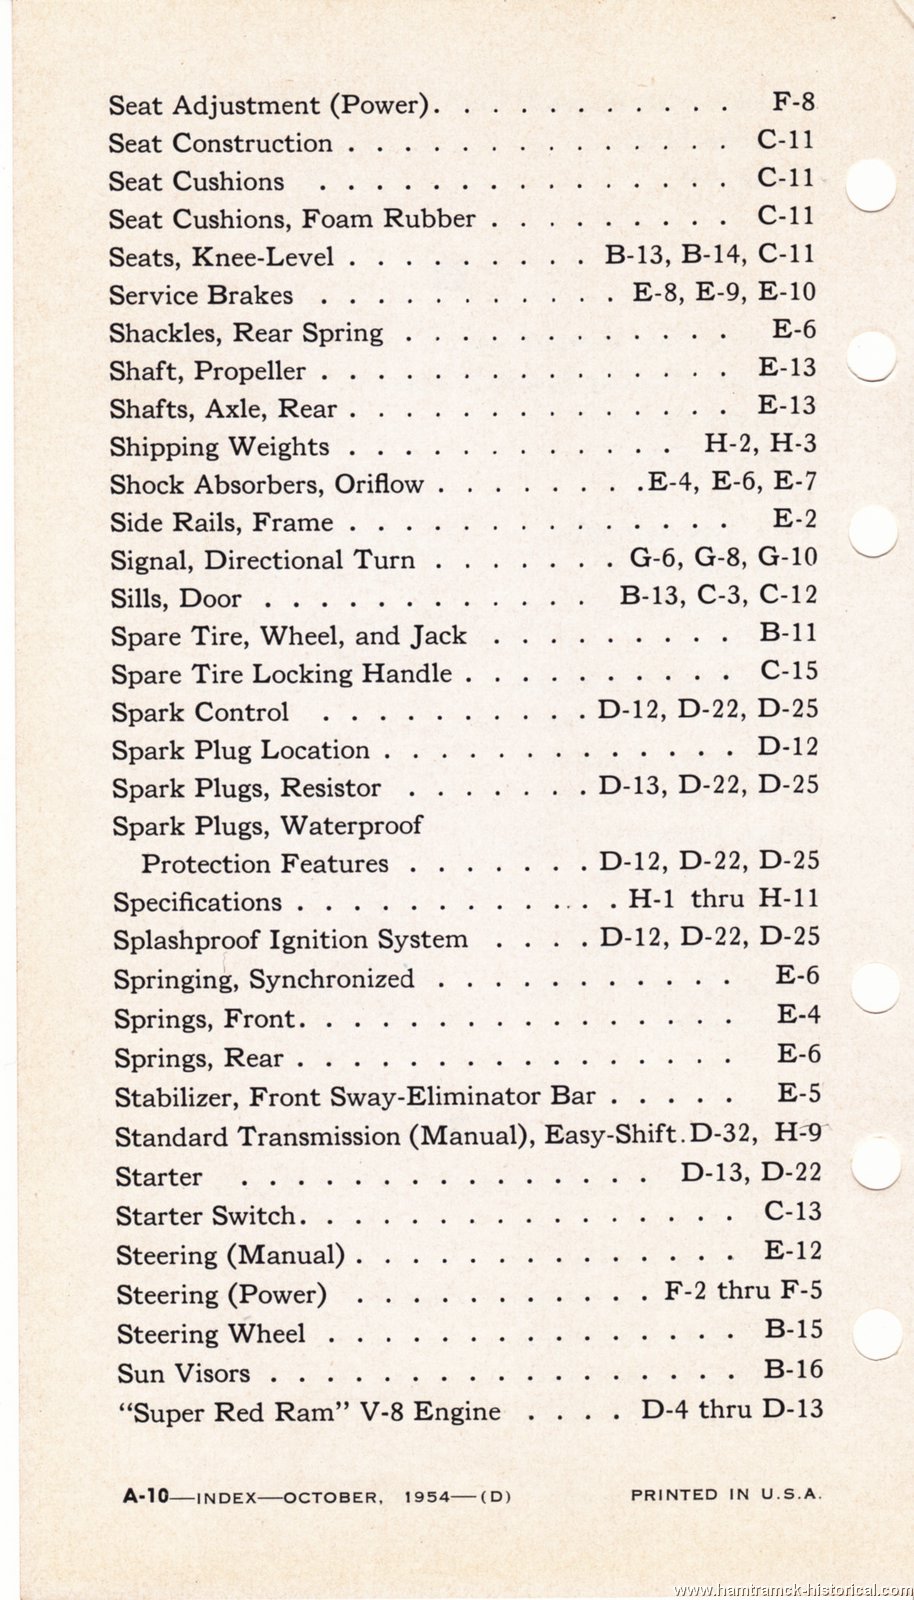 Seat Adjustment (Power). . . . . . . . . . . F-8
Seat Construction . . . . . . . . . . . . . . C-11
Seat Cushions . . . . . . . . . . . . . . . C-11
Seat Cushions, Foam Rubber . . . . . . . . . C-11
Seats, Knee-Level . . . . . . . . . B-13, B-14, C-11
Service Brakes . . . . . . . . . . . E-8, E-9, E-10
Shackles, Rear Spring . . . . . . . . . . . . E-6
Shaft, Propeller . . . . . . . . . . . . . . . E-13
Shafts, Axle, Rear . . . . . . . . . . . . . . E-13
Shipping Weights . . . . . . . . . . . . H-2, H-3
Shock Absorbers, Oriflow . . . . . . . .E-4, E-6, E-7
Side Rails, Frame . . . . . . . . . . . . . . E-2
Signal, Directional Turn . . . . . . . G-6, G-8, G-10
Sills, Door . . . . . . . . . . . . B-13, C-3, C-12
Spare Tire, Wheel, and Jack . . . . . . . . . B-11
Spare Tire Locking Handle . . . . . . . . . . C-15
Spark Control . . . . . . . . . . D-12, D-22, D-25
Spark Plug Location . . . . . . . . . . . . . D-12
Spark Plugs, Resistor . . . . . . . D-13, D-22, D-25
Spark Plugs, Waterproof
Protection Features . . . . . . . D-12, D-22, D-25
Specifications . . . . . . . . . . . . H-1 thru H-11
Splashproof Ignition System . . . . D-12, D-22, D-25
Springing, Synchronized . . . . . . . . . . . E-6
Springs, Front. . . . . . . . . . . . . . . . E-4
Springs, Rear . . . . . . . . . . . . . . . . E-6
Stabilizer, Front Sway-Eliminator Bar . . . . . E-5
Standard Transmission (Manual), Easy-Shift.D-32, H-9
Starter . . . . . . . . . . . . . . . D-13, D-22
Starter Switch. . . . . . . . . . . . . . . . C-13
Steering (Manual) . . . . . . . . . . . . . . E-12
Steering (Power) . . . . . . . . . . . F-2 thru F-5
Steering Wheel . . . . . . . . . . . . . . . B-15
Sun Visors . . . . . . . . . . . . . . . . . B-16
“Super Red Ram” V-8 Engine . . . . D-4 thru D-13
A-10—INDEX—OCTOBER, 1954—(D) PRINTED IN U.S.A.
www.hamtramck-historical.com